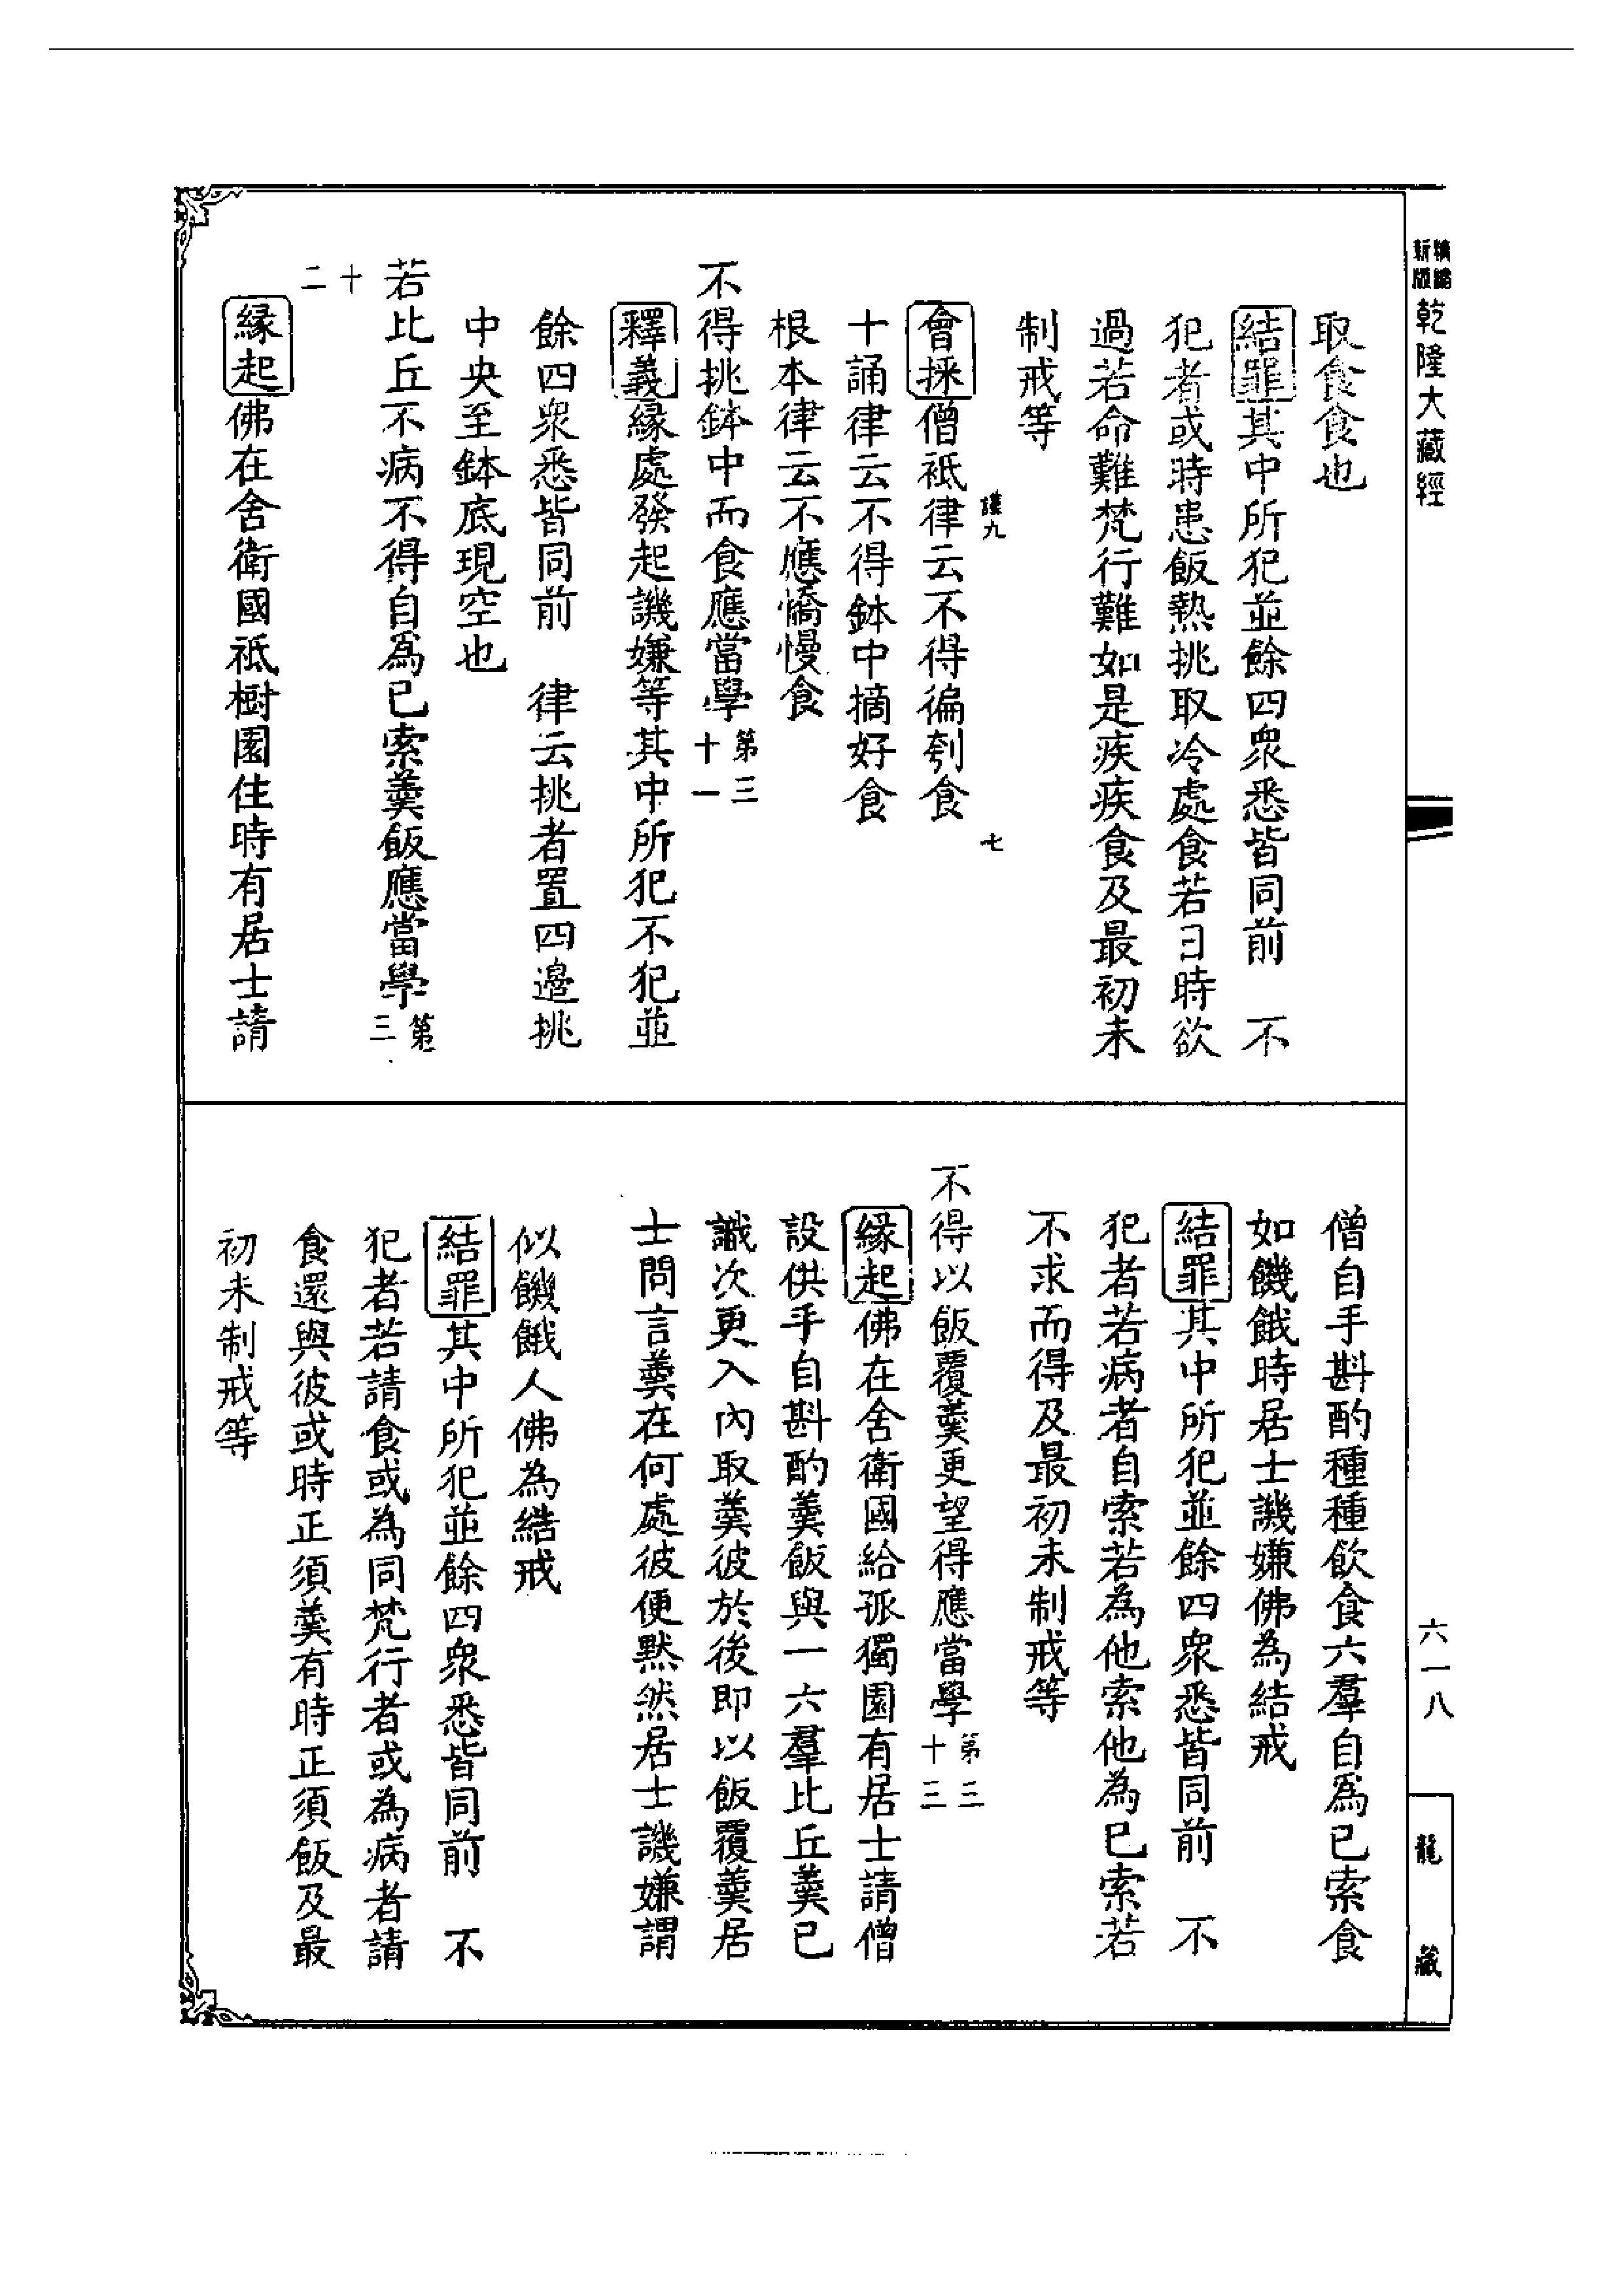 精編
新版
乾隆大藏經
取食食也
結罪其中所犯並餘四衆悉皆同前　不
犯者或時患飯熱挑取冷處食若日時欲
過若命難梵行難如是疾疾食及最初未
制戒等
謹九　七
會採僧祇律云不得徧刳食
十誦律云不得鉢中摘好食
根本律云不應憍慢食
不得挑鉢中而食應當學第三十一
釋義緣處發起譏嫌等其中所犯不犯並
餘四衆悉皆同前　律云挑者置四邊挑
中央至鉢底現空也
若比丘不病不得自爲已索羹飯應當學第三
十二
緣起佛在舍衛國祇樹園住時有居士請
僧自手斟酌種種飲食六羣自爲已索食
如饑餓時居士譏嫌佛為結戒
結罪其中所犯並餘四衆悉皆同前　不
犯者若病者自索若為他索他為已索若
不求而得及最初未制戒等
不得以飯覆羹更望得應當學第三十三
緣起佛在舍衛國給孤獨園有居士請僧
設供手自斟酌羹飯與一六羣比丘羹已
識次更入內取羹彼於後即以飯覆羹居
士問言羹在何處彼便黙然居士譏嫌謂
似饑餓人佛為結戒
結罪其中所犯並餘四衆悉皆同前　不
犯者若請食或為同梵行者或為病者請
食還與彼或時正須羹有時正須飯及最
初未制戒等
六一八
龍藏